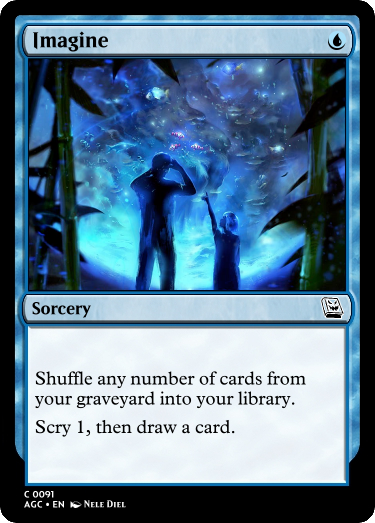 Imagine
Sorcery
Shuffle any number of cards from
your graveyard into your library.
Scry 1, then draw a card.
C 0091
AGC • EN NELE DIEL